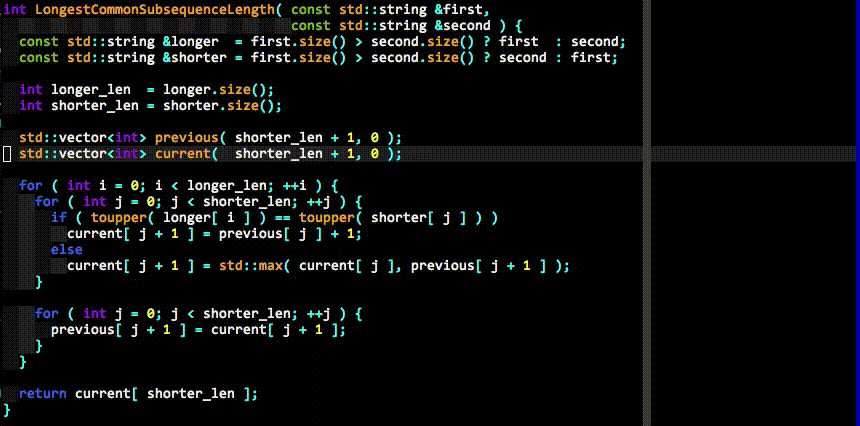 int LongestCommonSubsequenceLength( const std::string &first,
                                    const std::string &second ) {
  const std::string &longer  = first.size() > second.size() ? first  : second;
  const std::string &shorter = first.size() > second.size() ? second : first;

  int longer_len  = longer.size();
  int shorter_len = shorter.size();

  std::vector<int> previous( shorter_len + 1, 0 );
  std::vector<int> current(  shorter_len + 1, 0 );

  for ( int i = 0; i < longer_len; ++i ) {
    for ( int j = 0; j < shorter_len; ++j ) {
      if ( toupper( longer[ i ] ) == toupper( shorter[ j ] ) )
        current[ j + 1 ] = previous[ j ] + 1;
      else
        current[ j + 1 ] = std::max( current[ j ], previous[ j + 1 ] );
    }

    for ( int j = 0; j < shorter_len; ++j ) {
      previous[ j + 1 ] = current[ j + 1 ];
    }
  }

  return current[ shorter_len ];
}